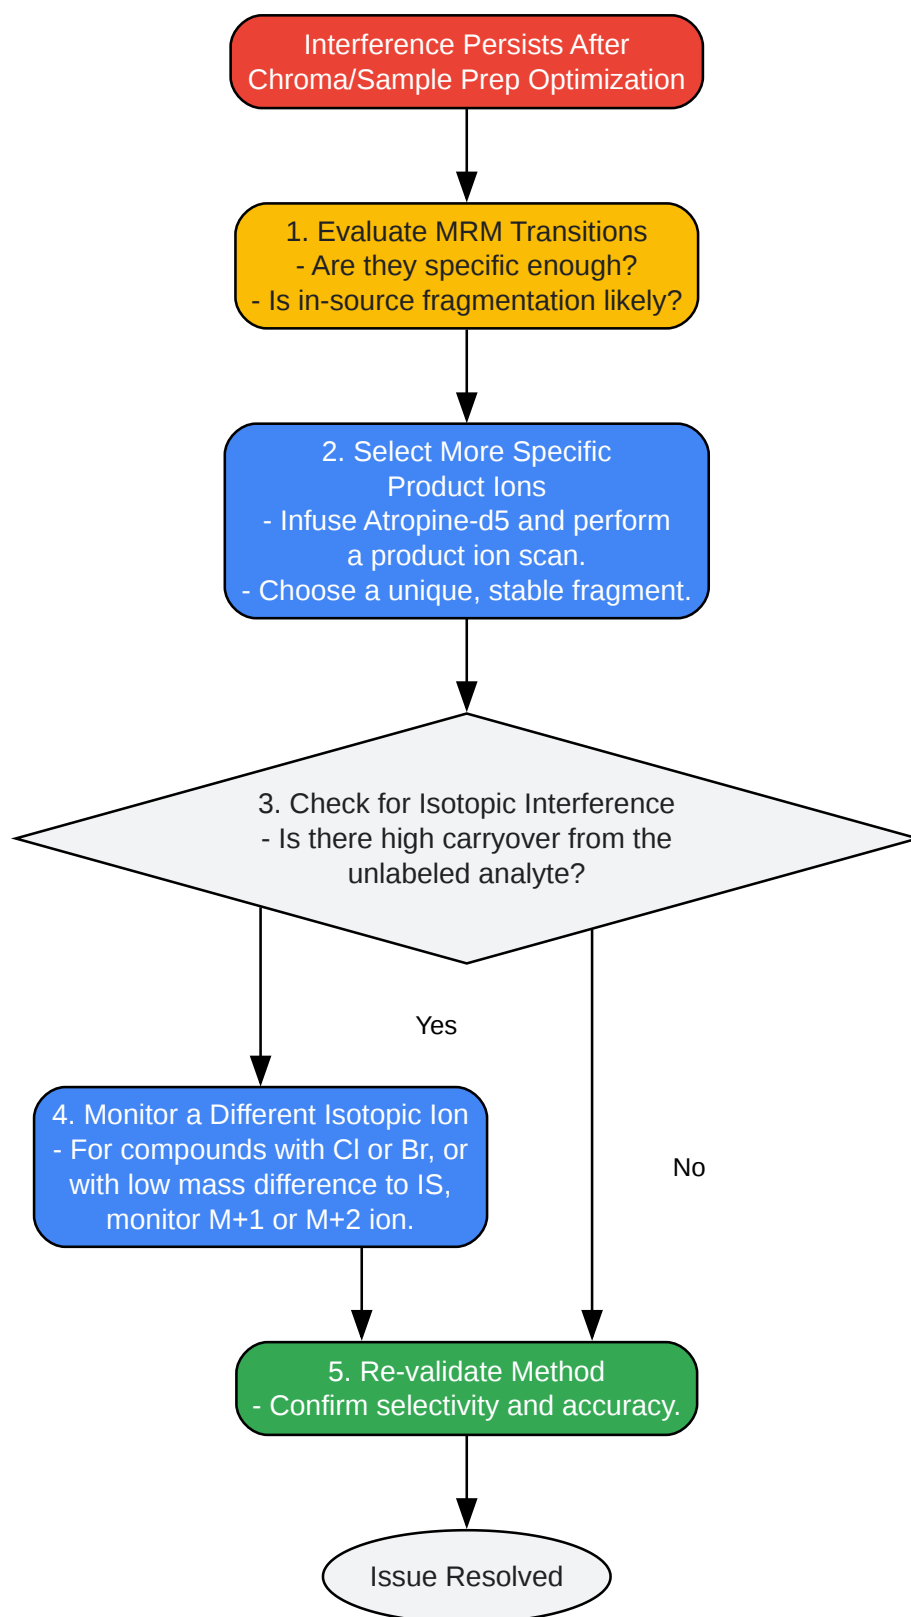 Interference Persists After
Chroma/Sample Prep Optimization
1. Evaluate MRM Transitions
- Are they specific enough?
- Is in-source fragmentation likely?
2. Select More Specific
Product Ions
- Infuse Atropine-d5 and perform
a product ion scan.
- Choose a unique, stable fragment.
3. Check for Isotopic Interference
- Is there high carryover from the
unlabeled analyte?
Yes
4. Monitor a Different Isotopic Ion
- For compounds with Cl or Br, or
with low mass difference to IS,
monitor M+1 or M+2 ion.
No
5. Re-validate Method
- Confirm selectivity and accuracy.
Issue Resolved